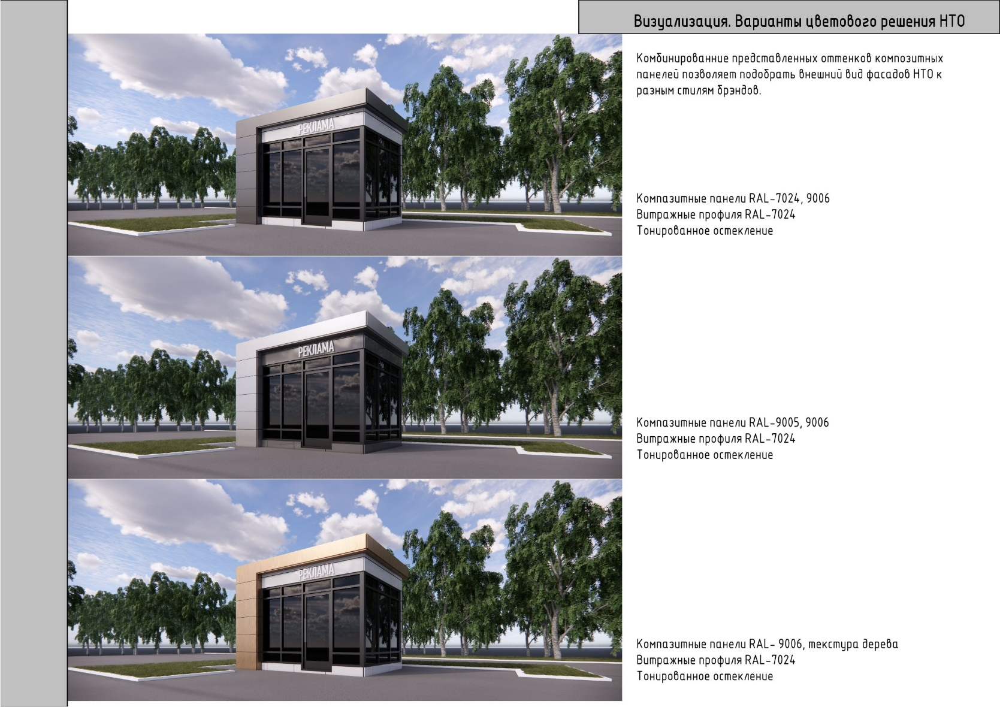 Визуализация. Варианты цветового решения НТО
Комбинированние представленных оттенков композитных
панелей позволяет подобрать внешний вид фасадов НТО к
разным стилям брэндов.
РЕКЛАМА
Компазитные панели RAL-7024, 9006
Витражные профиля RAL-7024
Тонированное остекление
РЕКЛАМА
Компазитные панели RAL-9005, 9006
Витражные профиля RAL-7024
Тонированное остекление
РЕКЛАМА
Компазитные панели RAL- 9006, текстура дерева
Витражные профиля RAL-7024
Тонированное остекление